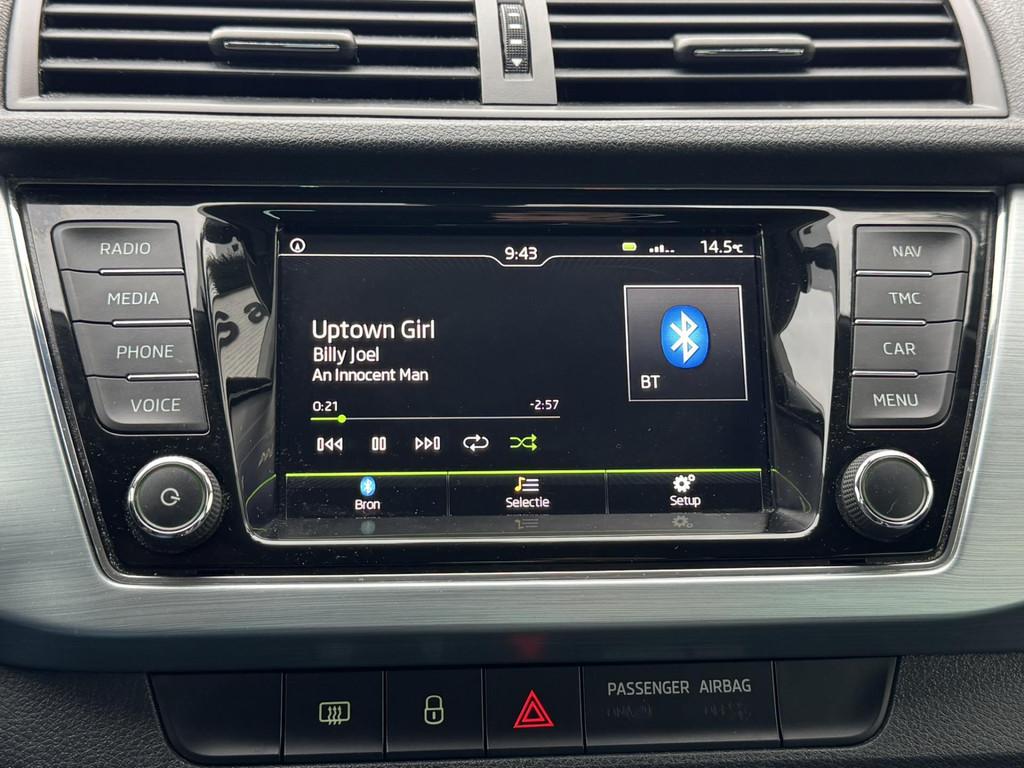 RADIO
MEDIA
PHONE
VOICE
9:43
14.5°C
Uptown Girl
Billy Joel
An Innocent Man
0:21
-2:57
BT
Bron
Selectie
Setup
NAV
TMC
CAR
MENU
PASSENGER AIRBAG